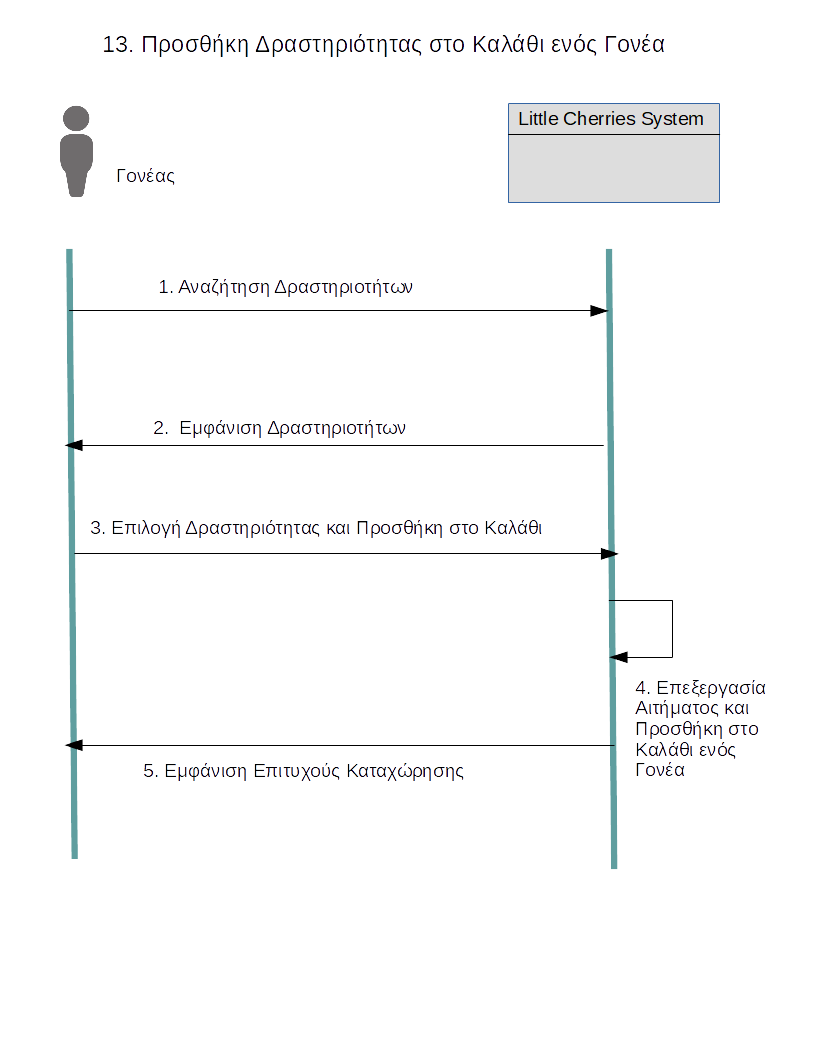 13. Προσθήκη Δραστηριότητας στο Καλάθι ενός Γονέα
Little Cherries System
Γονέας
1. Αναζήτηση Δραστηριοτήτων
2. Εμφάνιση Δραστηριοτήτων
3. Επιλογή Δραστηριότητας και Προσθήκη στο Καλάθι
4. Επεξεργασία
Αιτήματος και
Προσθήκη στο
Καλάθι ενός
Γονέα
5. Εμφάνιση Επιτυχούς Καταχώρησης